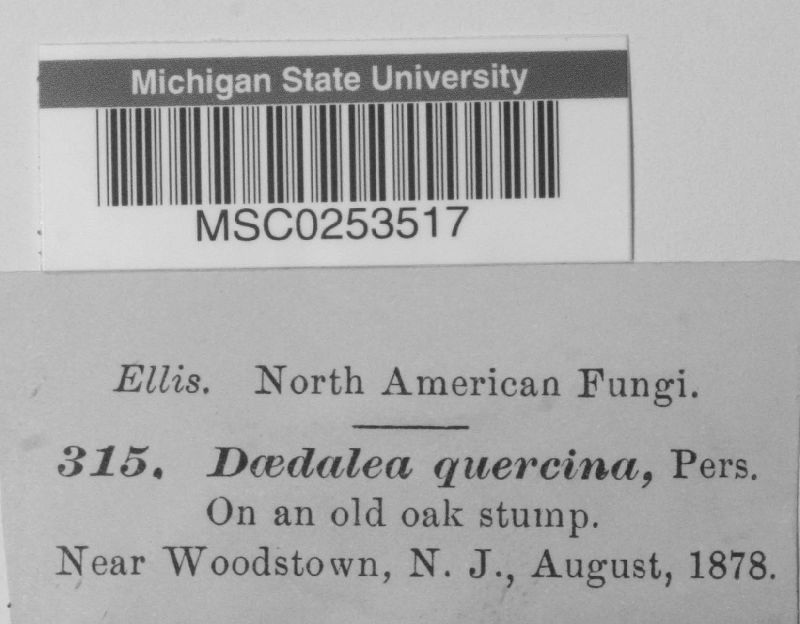 Michigan State University
MSC0253517
Ellis. North American Fungi.
315. Dœdalea quercina, Pers.
On an old oak stump.
Near Woodstown, N. J., August, 1878.